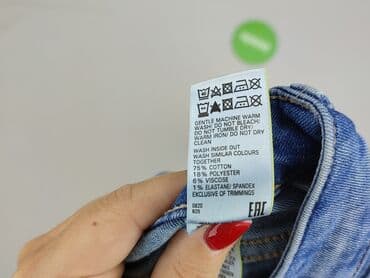 GENTLE MACHINE WARM
WASH/ DO NOT BLEACH/
DO NOT TUMBLE DRY/
WARM IRON/ DO NOT DRY
CLEAN
WASH INSIDE OUT
WASH SIMILAR COLOURS
TOGETHER
75% COTTON
18% POLYESTER
6% VISCOSE
1% ELASTANE/ SPANDEX
EXCLUSIVE OF TRIMMINGS
EAC